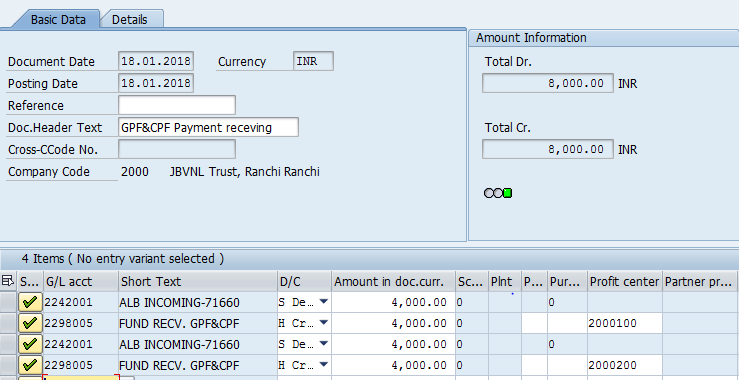 Basic Data Details
Amount Information
Document Date 18.01.2018 Currency INR
Total Dr.
Posting Date 18.01.2018
8,000.00 INR
Reference
Doc.Header Text GPF&CPF Payment receving
Total Cr.
Cross-CCode No.
8,000.00 INR
Company Code 2000 JBVNL Trust, Ranchi Ranchi
4 Items ( No entry variant selected )
S... G/L acct Short Text D/C Amount in doc.curr. Sc... Plnt P... Pur... Profit center Partner pr...
2242001 ALB INCOMING-71660 S De... 4,000.00 0 0
2298005 FUND RECV. GPF&CPF H Cr... 4,000.00 0 2000100
2242001 ALB INCOMING-71660 S De... 4,000.00 0 0
2298005 FUND RECV. GPF&CPF H Cr... 4,000.00 0 2000200